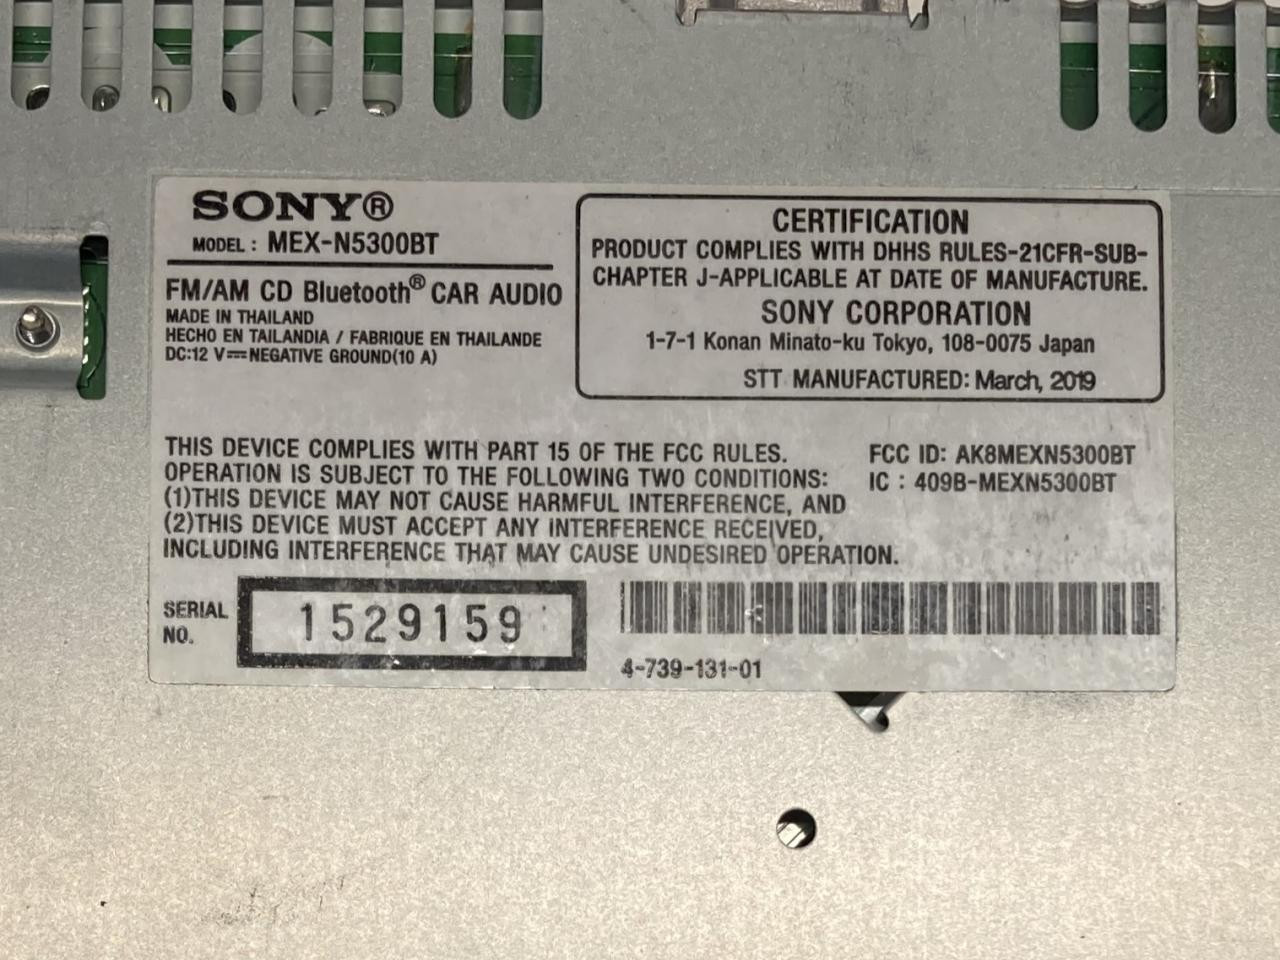 SONY®
MODEL : MEX-N5300BT
FM/AM CD Bluetooth® CAR AUDIO
MADE IN THAILAND
HECHO EN TAILANDIA / FABRIQUE EN THAILANDE
DC:12 V⎓NEGATIVE GROUND(10 A)
CERTIFICATION
PRODUCT COMPLIES WITH DHHS RULES-21CFR-SUB-
CHAPTER J-APPLICABLE AT DATE OF MANUFACTURE.
SONY CORPORATION
1-7-1 Konan Minato-ku Tokyo, 108-0075 Japan
STT MANUFACTURED: March, 2019
THIS DEVICE COMPLIES WITH PART 15 OF THE FCC RULES.
OPERATION IS SUBJECT TO THE FOLLOWING TWO CONDITIONS:
(1)THIS DEVICE MAY NOT CAUSE HARMFUL INTERFERENCE, AND
(2)THIS DEVICE MUST ACCEPT ANY INTERFERENCE RECEIVED,
INCLUDING INTERFERENCE THAT MAY CAUSE UNDESIRED OPERATION.
FCC ID: AK8MEXN5300BT
IC : 409B-MEXN5300BT
SERIAL
NO.
1529159
4-739-131-01